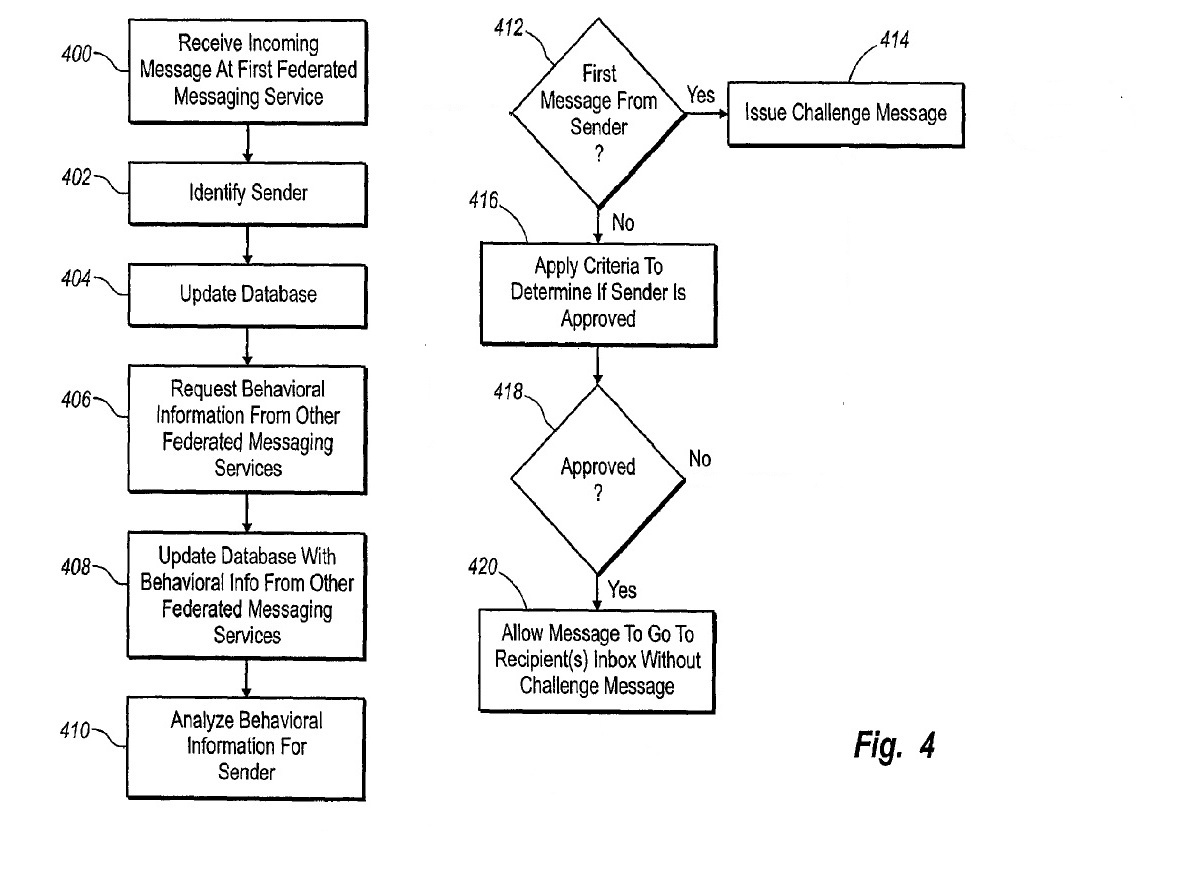 400
Receive Incoming
Message At First Federated
Messaging Service
402
Identify Sender
404
Update Database
406
Request Behavioral
Information From Other
Federated Messaging
Services
408
Update Database With
Behavioral Info From Other
Federated Messaging
Services
410
Analyze Behavioral
Information For
Sender
412
First
Message From
Sender
?
Yes
414
Issue Challenge Message
No
416
Apply Criteria To
Determine If Sender Is
Approved
418
Approved
?
No
Yes
420
Allow Message To Go To
Recipient(s) Inbox Without
Challenge Message
Fig. 4